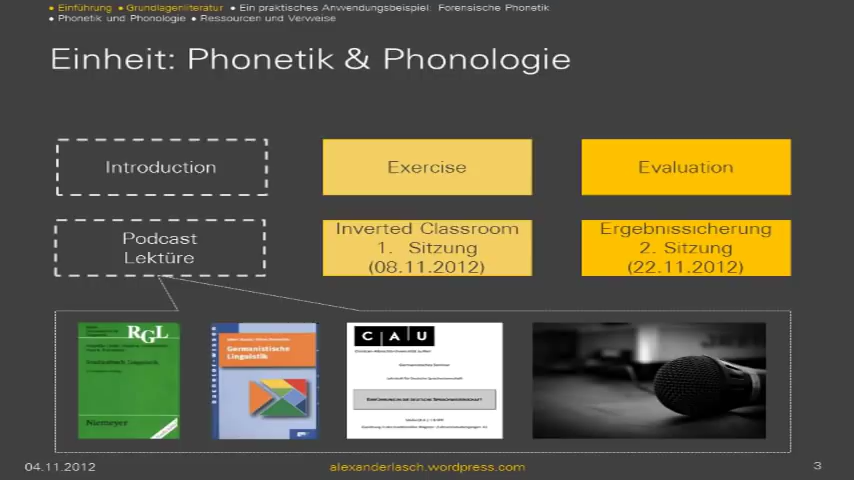 • Einführung • Grundlagenliteratur • Ein praktisches Anwendungsbeispiel: Forensische Phonetik
• Phonetik und Phonologie • Ressourcen und Verweise
Einheit: Phonetik & Phonologie
Introduction
Exercise
Evaluation
Podcast
Lektüre
Inverted Classroom
1. Sitzung
(08.11.2012)
Ergebnissicherung
2. Sitzung
(22.11.2012)
RGL
Niemeyer
Germanistische
Linguistik
CAU
04.11.2012
alexanderlasch.wordpress.com
3